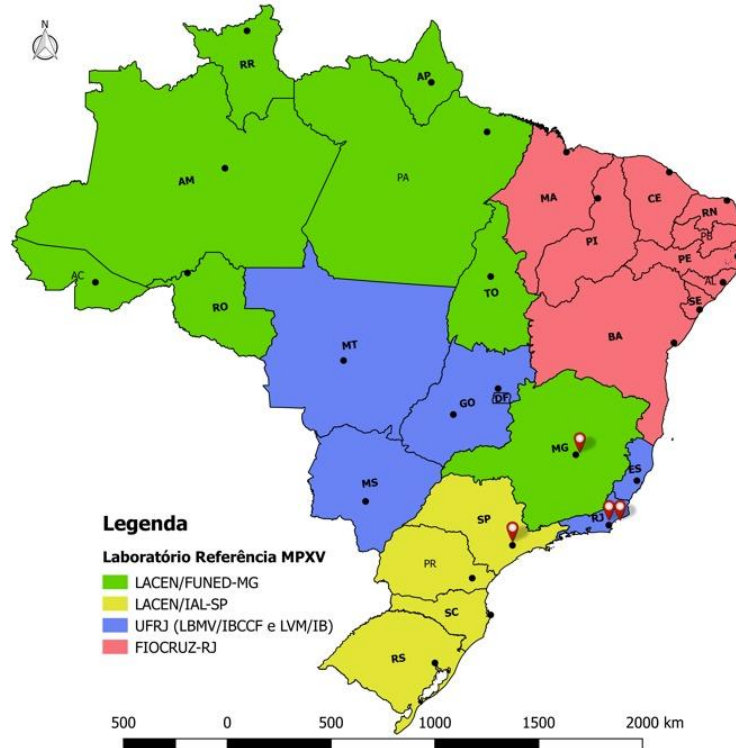 N
RR
AP
AM
PA
MA
CE
RN
PB
PI
PE
AC
AL
TO
SE
RO
BA
MT
GO
DF
MG
ES
MS
SP
RJ
PR
SC
RS
Legenda
Laboratório Referência MPXV
LACEN/FUNED-MG
LACEN/IAL-SP
UFRJ (LBMV/IBCCF e LVM/IB)
FIOCRUZ-RJ
500 0 500 1000 1500 2000 km